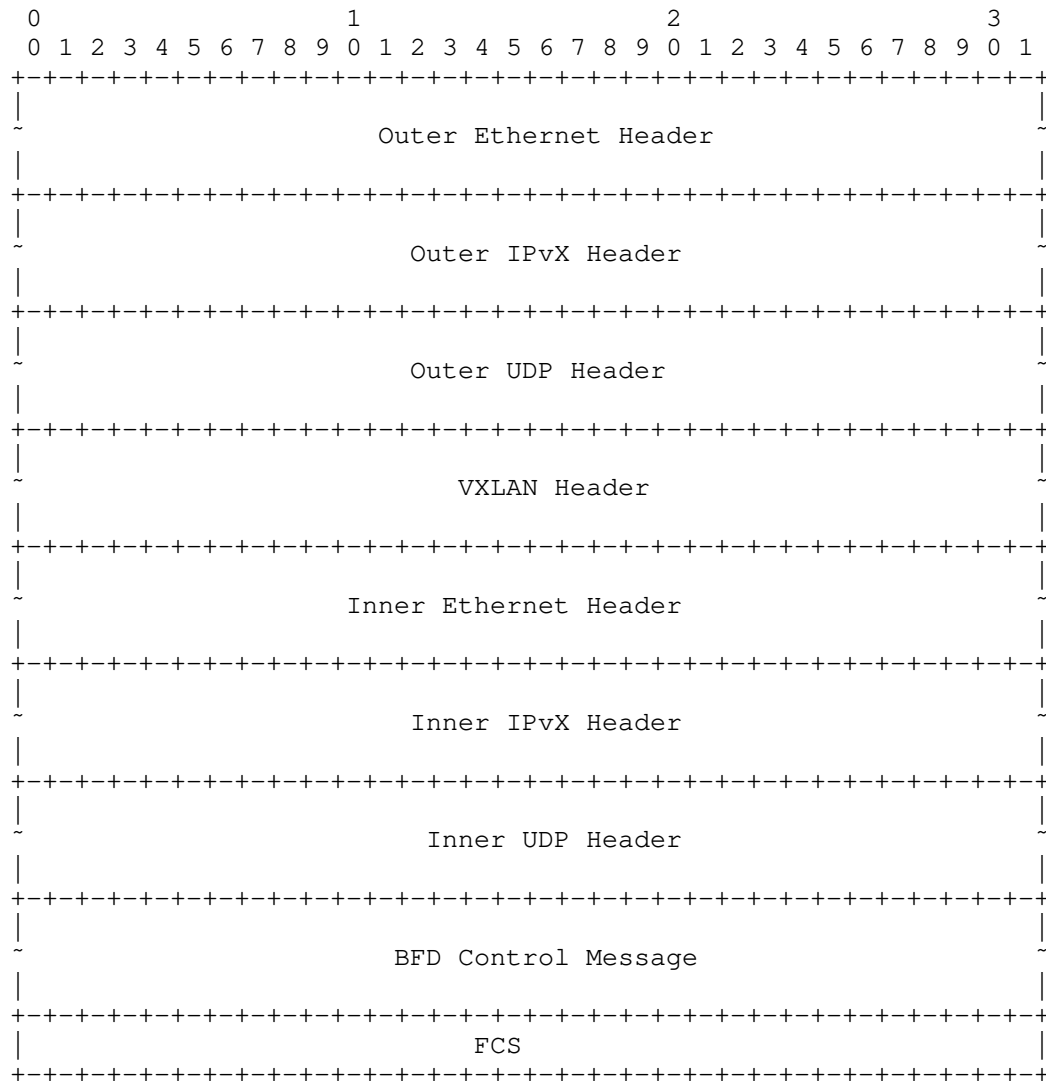 0                   1                   2                   3
 0 1 2 3 4 5 6 7 8 9 0 1 2 3 4 5 6 7 8 9 0 1 2 3 4 5 6 7 8 9 0 1
+-+-+-+-+-+-+-+-+-+-+-+-+-+-+-+-+-+-+-+-+-+-+-+-+-+-+-+-+-+-+-+-+
|                                                               |
~                      Outer Ethernet Header                    ~
|                                                               |
+-+-+-+-+-+-+-+-+-+-+-+-+-+-+-+-+-+-+-+-+-+-+-+-+-+-+-+-+-+-+-+-+
|                                                               |
~                        Outer IPvX Header                      ~
|                                                               |
+-+-+-+-+-+-+-+-+-+-+-+-+-+-+-+-+-+-+-+-+-+-+-+-+-+-+-+-+-+-+-+-+
|                                                               |
~                        Outer UDP Header                       ~
|                                                               |
+-+-+-+-+-+-+-+-+-+-+-+-+-+-+-+-+-+-+-+-+-+-+-+-+-+-+-+-+-+-+-+-+
|                                                               |
~                           VXLAN Header                        ~
|                                                               |
+-+-+-+-+-+-+-+-+-+-+-+-+-+-+-+-+-+-+-+-+-+-+-+-+-+-+-+-+-+-+-+-+
|                                                               |
~                    Inner Ethernet Header                      ~
|                                                               |
+-+-+-+-+-+-+-+-+-+-+-+-+-+-+-+-+-+-+-+-+-+-+-+-+-+-+-+-+-+-+-+-+
|                                                               |
~                        Inner IPvX Header                      ~
|                                                               |
+-+-+-+-+-+-+-+-+-+-+-+-+-+-+-+-+-+-+-+-+-+-+-+-+-+-+-+-+-+-+-+-+
|                                                               |
~                         Inner UDP Header                      ~
|                                                               |
+-+-+-+-+-+-+-+-+-+-+-+-+-+-+-+-+-+-+-+-+-+-+-+-+-+-+-+-+-+-+-+-+
|                                                               |
~                       BFD Control Message                     ~
|                                                               |
+-+-+-+-+-+-+-+-+-+-+-+-+-+-+-+-+-+-+-+-+-+-+-+-+-+-+-+-+-+-+-+-+
|                            FCS                                |
+-+-+-+-+-+-+-+-+-+-+-+-+-+-+-+-+-+-+-+-+-+-+-+-+-+-+-+-+-+-+-+-+